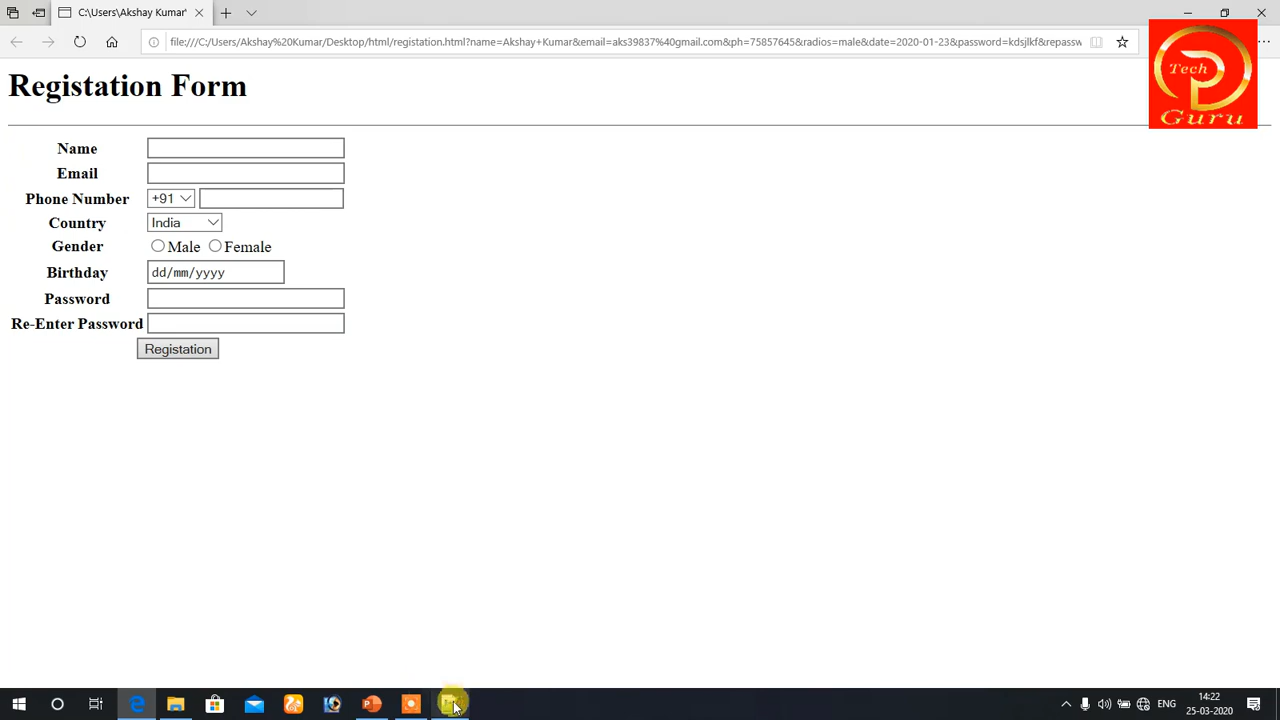 C:\Users\Akshay Kumar'
file:///C:/Users/Akshay%20Kumar/Desktop/html/registation.html?name=Akshay+Kumar&email=aks39837%40gmail.com&ph=75857645&radios=male&date=2020-01-23&password=kdsjlkf&repassw
Tech
Guru
Registation Form
Name
Email
Phone Number +91
Country India
Gender Male Female
Birthday dd/mm/yyyy
Password
Re-Enter Password
Registation
ENG
14:22
25-03-2020